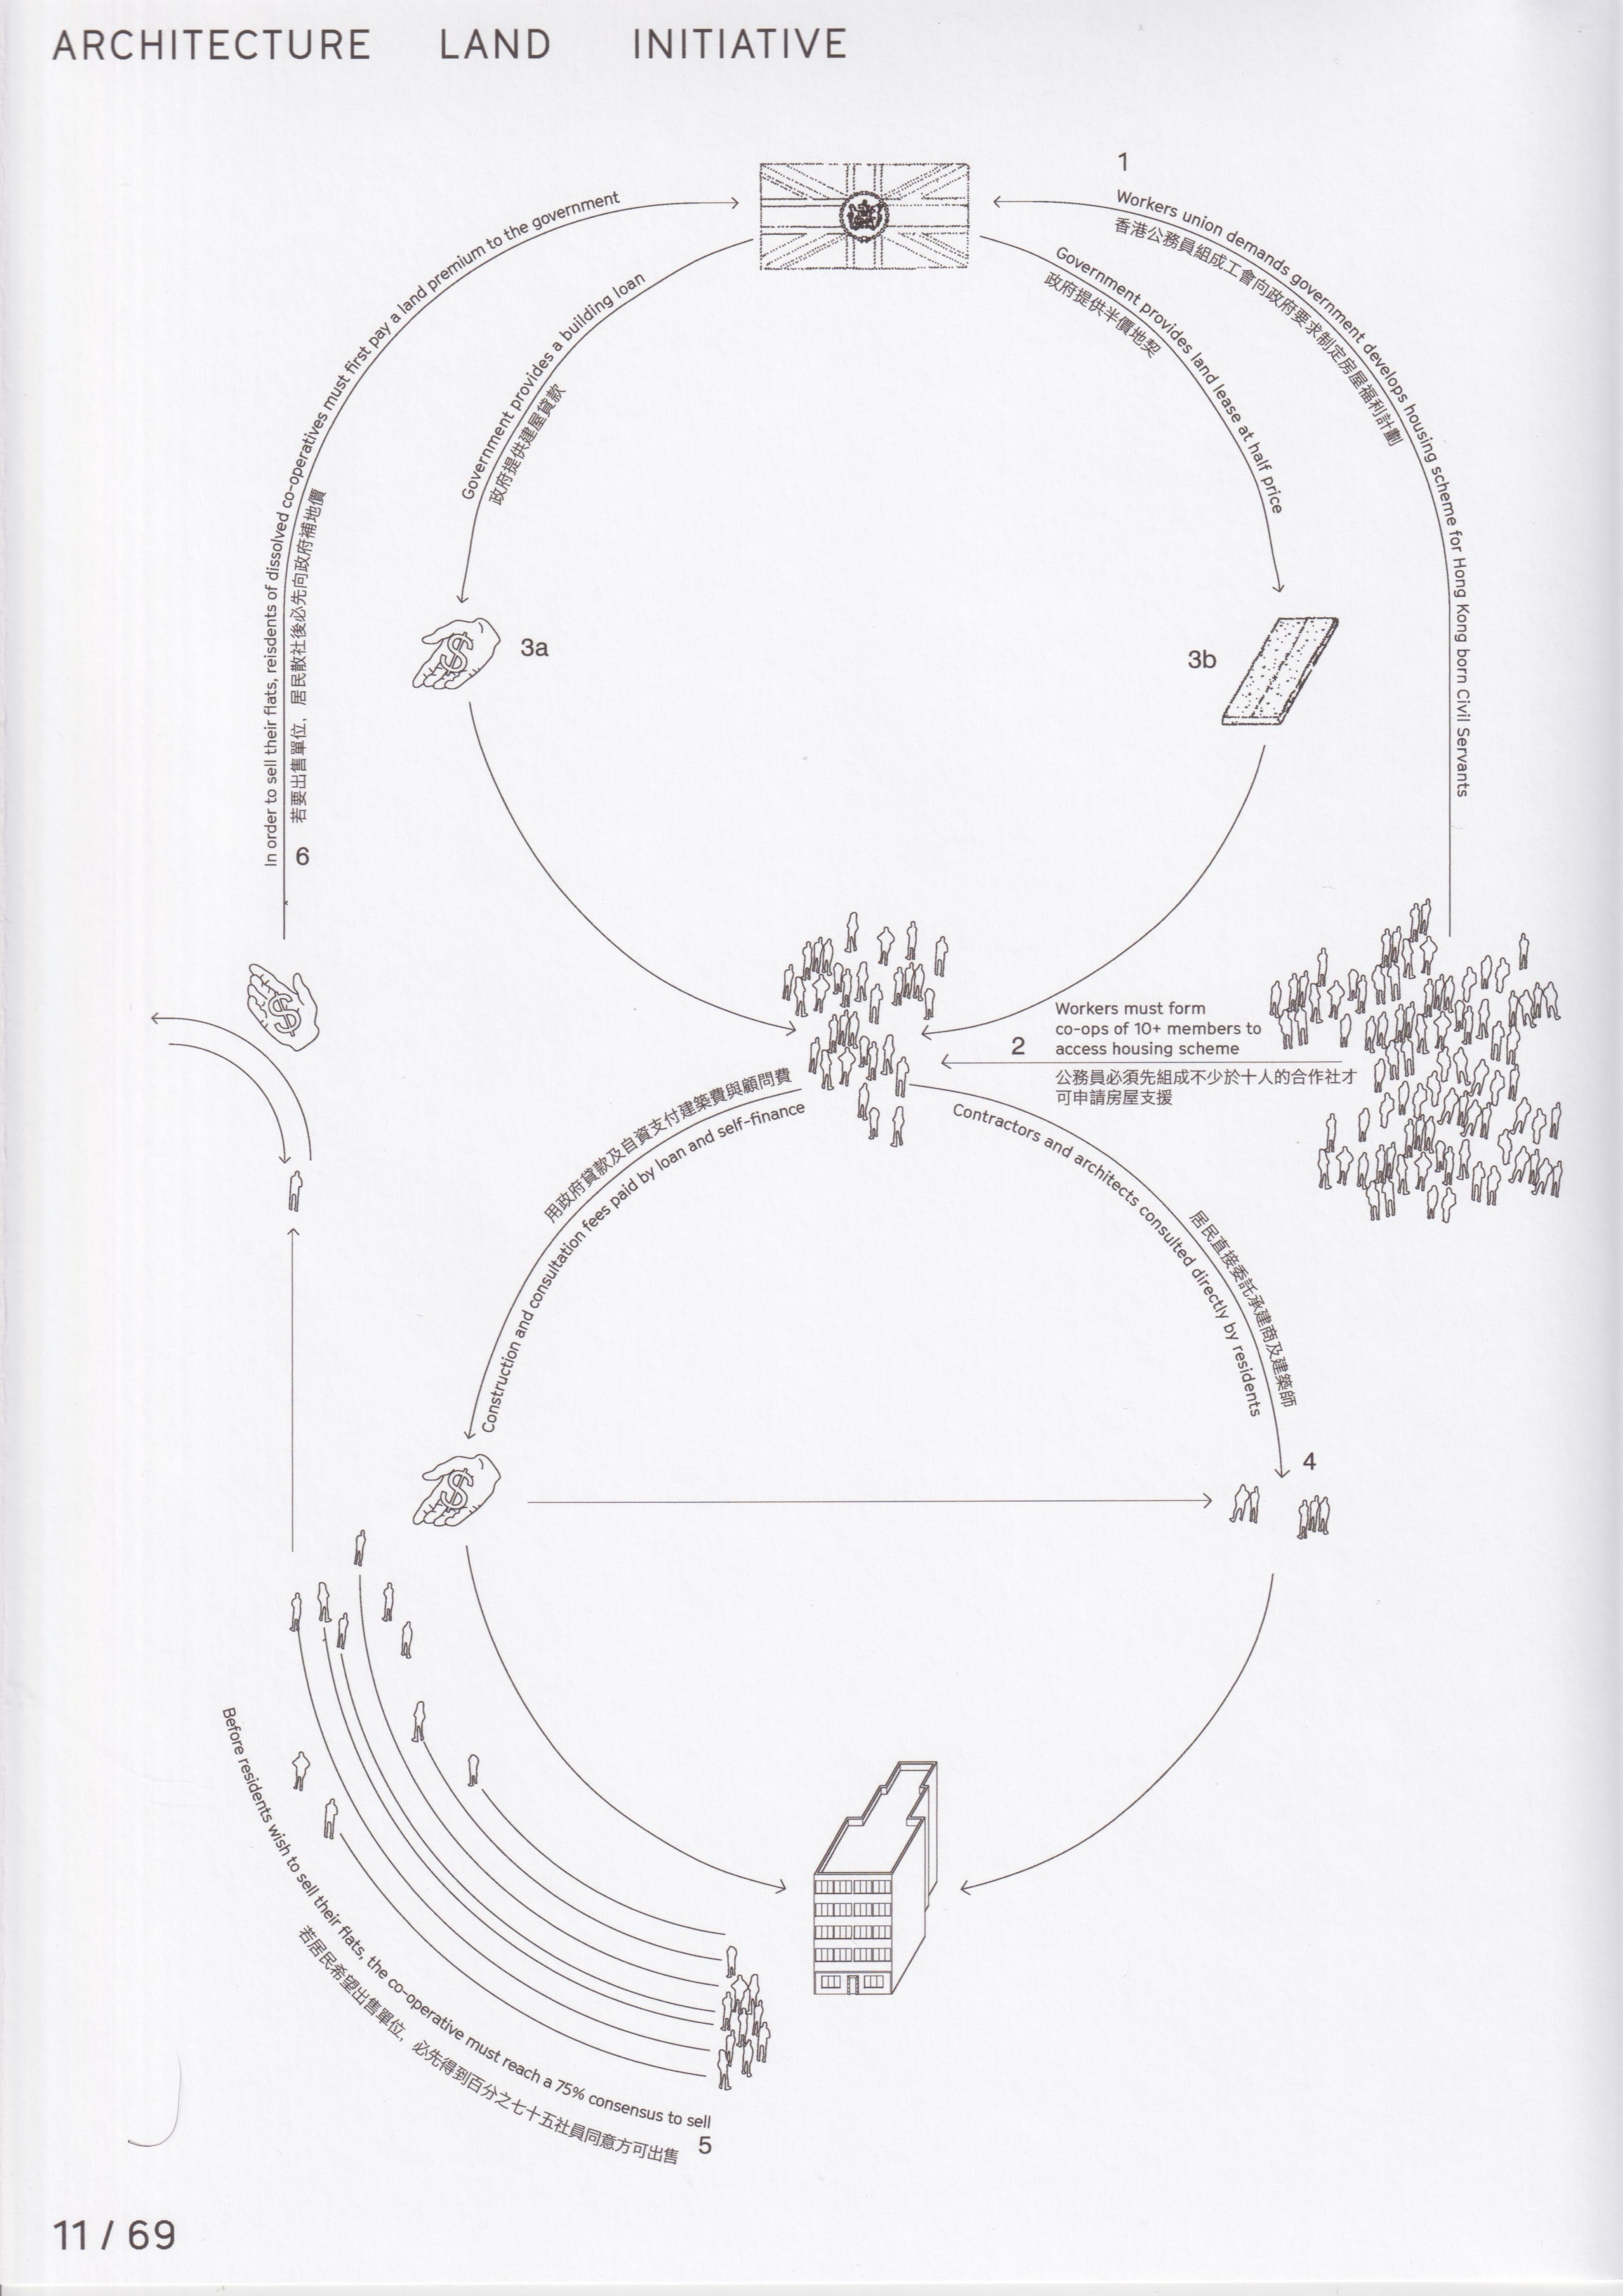 ARCHITECTURE LAND INITIATIVE
1
Workers union demands government develops housing scheme for Hong Kong born Civil Servants
香港公務員組成工會向政府要求制定房屋福利計劃
Government provides land lease at half price
政府提供半價地契
In order to sell their flats, reisdents of dissolved co-operatives must first pay a land premium to the government
若要出售單位，居民散社後必先向政府補地價
6
Government provides a building loan
政府提供建屋貸款
3a
3b
2
Workers must form
co-ops of 10+ members to
access housing scheme
公務員必須先組成不少於十人的合作社才
可申請房屋支援
用政府貸款及自資支付建築費與顧問費
Construction and consultation fees paid by loan and self-finance
Contractors and architects consulted directly by residents
居民直接委託承建商及建築師
4
Before residents wish to sell their flats, the co-operative must reach a 75% consensus to sell
若居民希望出售單位，必先得到百分之七十五社員同意方可出售
5
11 / 69